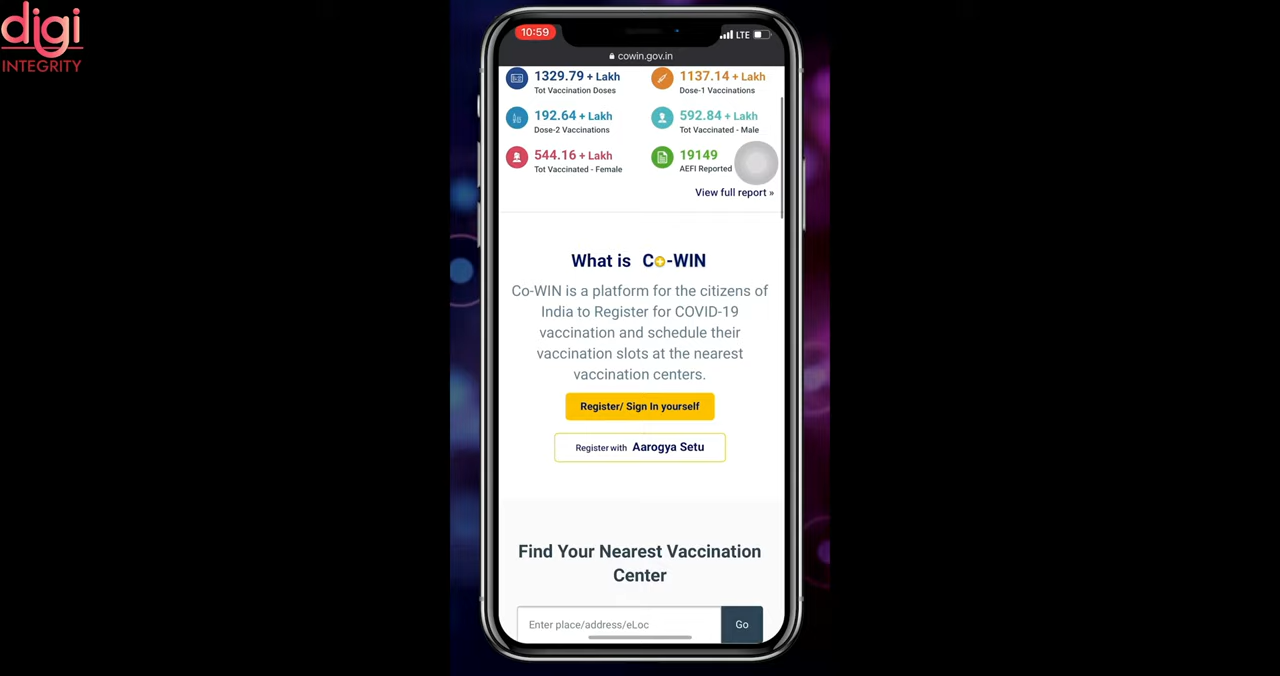 digi
INTEGRITY
10:59
LTE
cowin.gov.in
1329.79 + Lakh
Tot Vaccination Doses
1137.14 + Lakh
Dose-1 Vaccinations
192.64 + Lakh
Dose-2 Vaccinations
592.84 + Lakh
Tot Vaccinated - Male
544.16 + Lakh
Tot Vaccinated - Female
19149
AEFI Reported
View full report »
What is Co-WIN
Co-WIN is a platform for the citizens of
India to Register for COVID-19
vaccination and schedule their
vaccination slots at the nearest
vaccination centers.
Register/ Sign In yourself
Register with Aarogya Setu
Find Your Nearest Vaccination
Center
Enter place/address/eLoc
Go